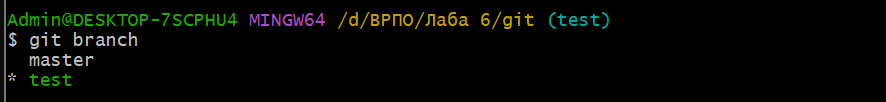 Admin@DESKTOP-7SCPHU4 MINGW64 /d/ВРПО/Лаба 6/git (test)
$ git branch
  master
* test